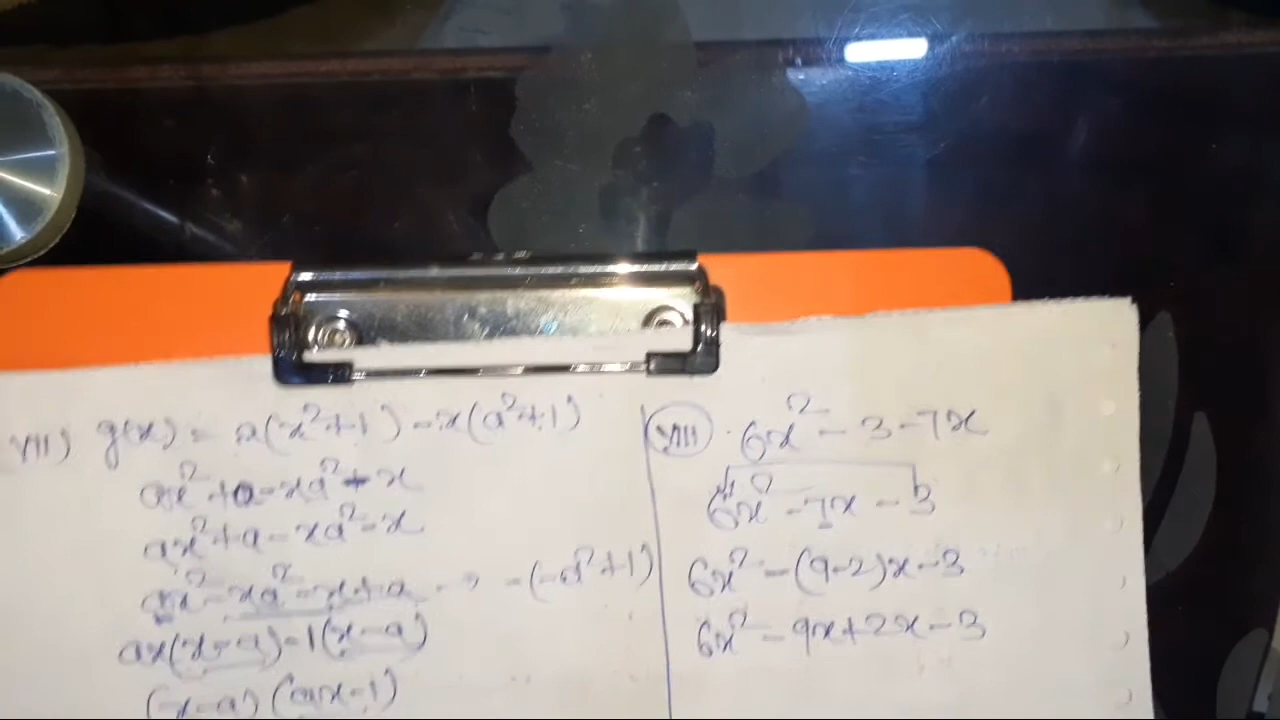 VII) g(x) = a(x²+1) - x(a²+1)
ax²+a-xa²+x
ax²+a-xa²-x
ax²-xa²-x+a → -(-a²+1)
ax(x-a)-1(x-a)
(x-a)(ax-1)
VIII 6x²-3-7x
6x²-7x-3
6x²-(9-2)x-3
6x²-9x+2x-3